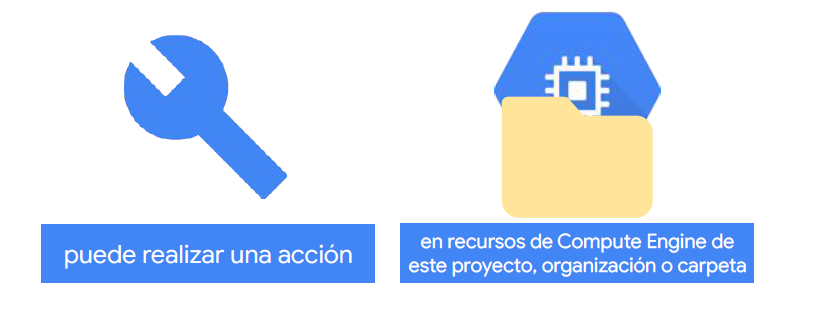 puede realizar una acción
en recursos de Compute Engine de
este proyecto, organización o carpeta